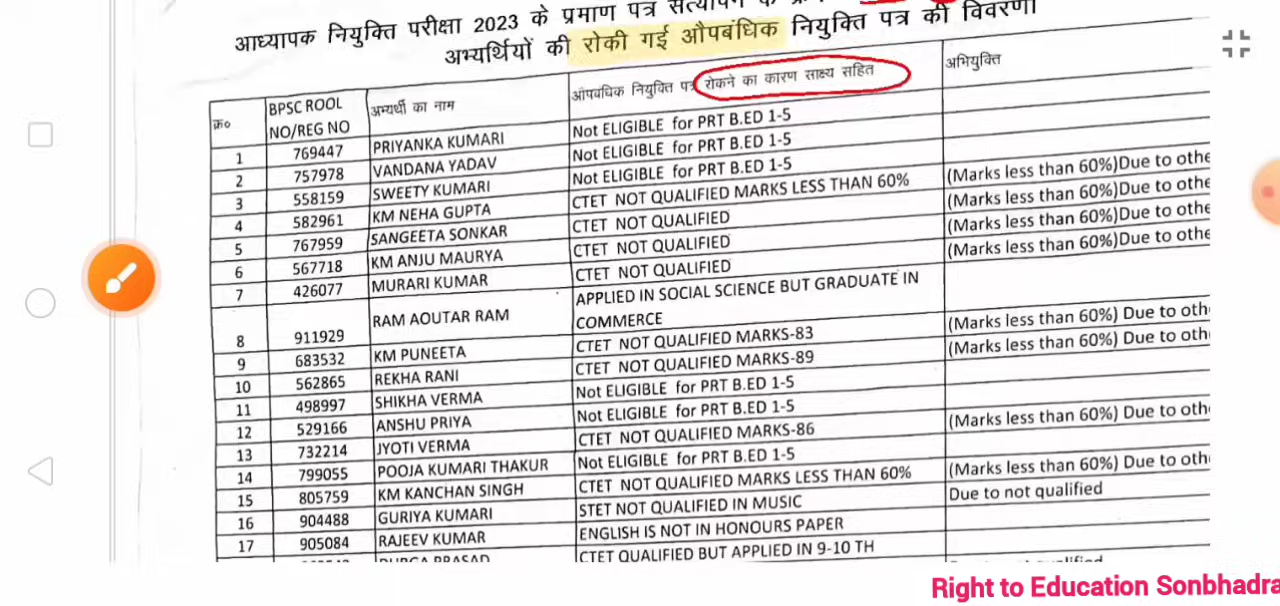 आध्यापक नियुक्ति परीक्षा 2023 के प्रमाण पत्र सत्यापन के
अभ्यर्थियों की रोकी गई औपबंधिक नियुक्ति पत्र की विवरणी
क्र० BPSC ROOL NO/REG NO अभ्यर्थी का नाम औपबंधिक नियुक्ति पत्र रोकने का कारण साक्ष्य सहित अभियुक्ति
1 769447 PRIYANKA KUMARI Not ELIGIBLE for PRT B.ED 1-5
2 757978 VANDANA YADAV Not ELIGIBLE for PRT B.ED 1-5
3 558159 SWEETY KUMARI Not ELIGIBLE for PRT B.ED 1-5
4 582961 KM NEHA GUPTA CTET NOT QUALIFIED MARKS LESS THAN 60% (Marks less than 60%)Due to othe
5 767959 SANGEETA SONKAR CTET NOT QUALIFIED (Marks less than 60%)Due to othe
6 567718 KM ANJU MAURYA CTET NOT QUALIFIED (Marks less than 60%)Due to othe
7 426077 MURARI KUMAR CTET NOT QUALIFIED (Marks less than 60%)Due to othe
8 911929 RAM AOUTAR RAM APPLIED IN SOCIAL SCIENCE BUT GRADUATE IN COMMERCE
9 683532 KM PUNEETA CTET NOT QUALIFIED MARKS-83 (Marks less than 60%) Due to oth
10 562865 REKHA RANI CTET NOT QUALIFIED MARKS-89 (Marks less than 60%) Due to oth
11 498997 SHIKHA VERMA Not ELIGIBLE for PRT B.ED 1-5
12 529166 ANSHU PRIYA Not ELIGIBLE for PRT B.ED 1-5
13 732214 JYOTI VERMA CTET NOT QUALIFIED MARKS-86 (Marks less than 60%) Due to oth
14 799055 POOJA KUMARI THAKUR Not ELIGIBLE for PRT B.ED 1-5
15 805759 KM KANCHAN SINGH CTET NOT QUALIFIED MARKS LESS THAN 60% (Marks less than 60%) Due to oth
16 904488 GURIYA KUMARI STET NOT QUALIFIED IN MUSIC Due to not qualified
17 905084 RAJEEV KUMAR ENGLISH IS NOT IN HONOURS PAPER
DURGA PRASAD CTET QUALIFIED BUT APPLIED IN 9-10 TH
Right to Education Sonbhadra